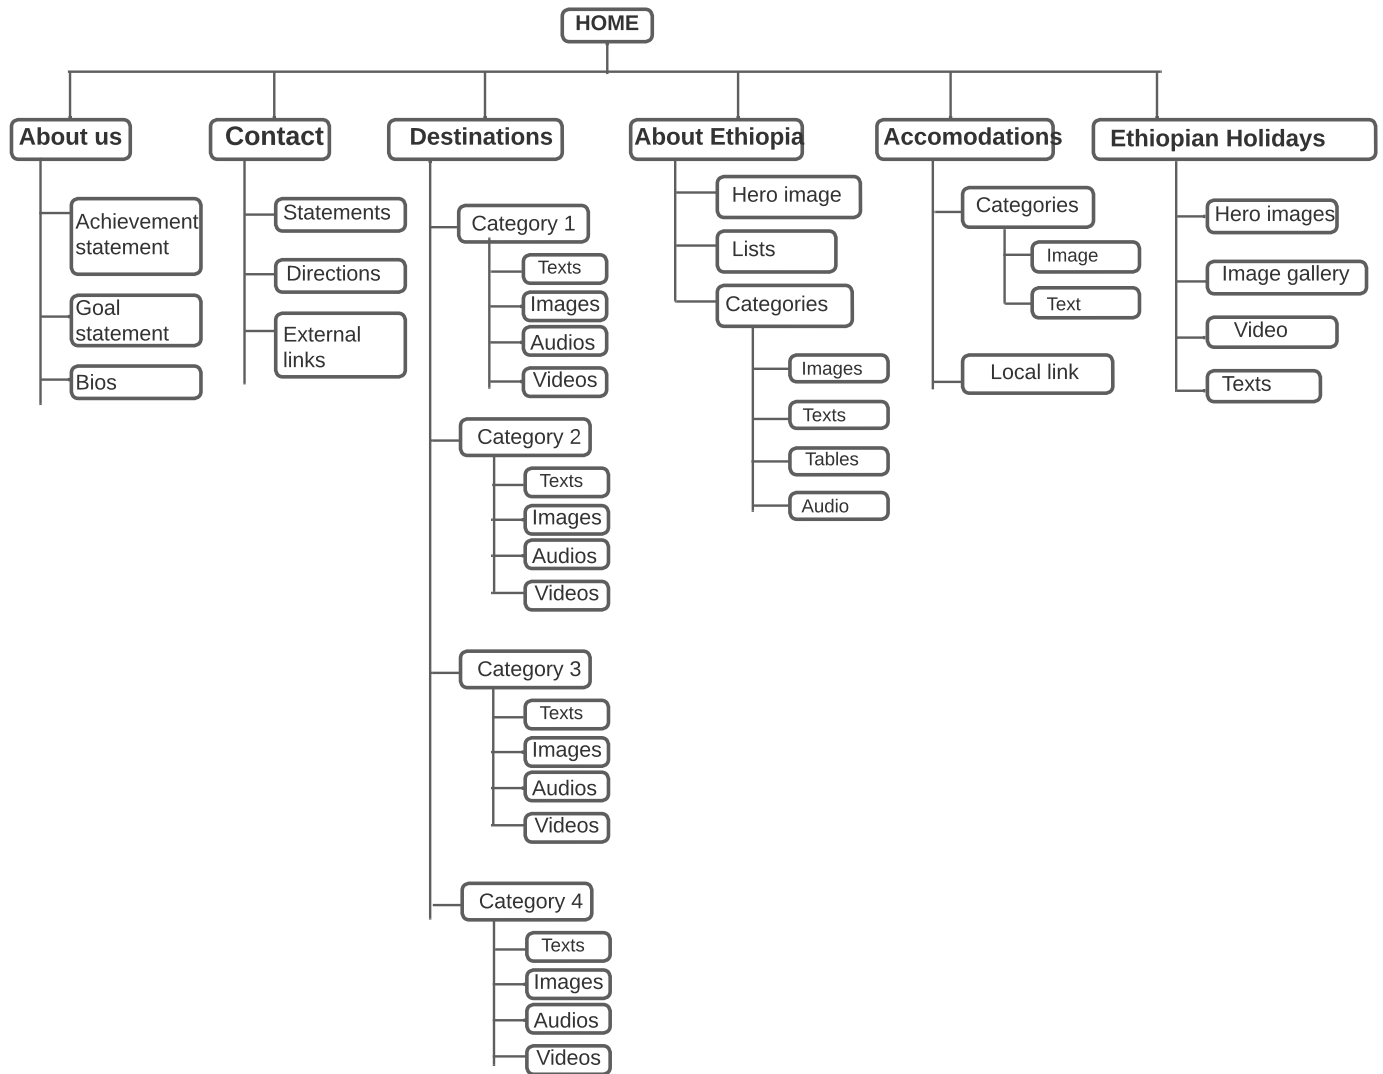 HOME
About us
Contact
Destinations
About Ethiopia
Accomodations
Ethiopian Holidays
Achievement
statement
Goal
statement
Bios
Statements
Directions
External
links
Category 1
Texts
Images
Audios
Videos
Category 2
Texts
Images
Audios
Videos
Category 3
Texts
Images
Audios
Videos
Category 4
Texts
Images
Audios
Videos
Hero image
Lists
Categories
Images
Texts
Tables
Audio
Categories
Image
Text
Local link
Hero images
Image gallery
Video
Texts